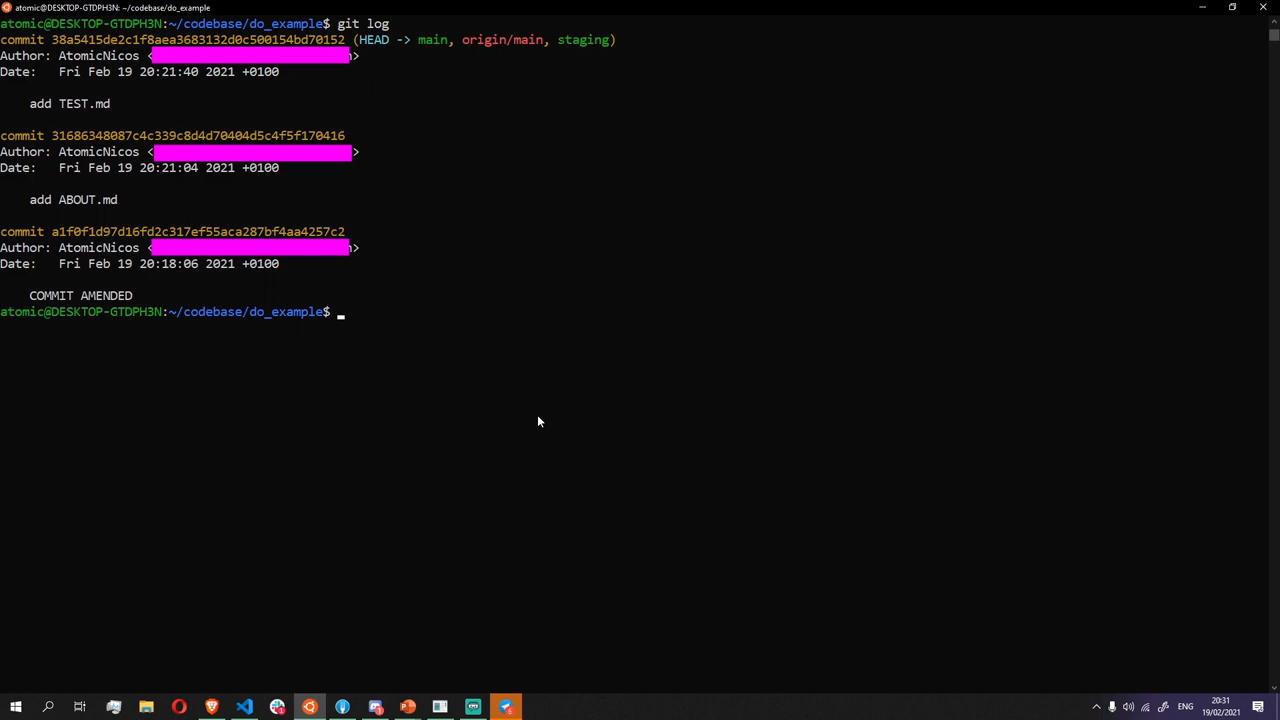 atomic@DESKTOP-GTDPH3N: ~/codebase/do_example
atomic@DESKTOP-GTDPH3N:~/codebase/do_example$ git log
commit 38a5415de2c1f8aea3683132d0c500154bd70152 (HEAD -> main, origin/main, staging)
Author: AtomicNicos < >
Date:   Fri Feb 19 20:21:40 2021 +0100
add TEST.md
commit 31686348087c4c339c8d4d70404d5c4f5f170416
Author: AtomicNicos < >
Date:   Fri Feb 19 20:21:04 2021 +0100
add ABOUT.md
commit a1f0f1d97d16fd2c317ef55aca287bf4aa4257c2
Author: AtomicNicos < >
Date:   Fri Feb 19 20:18:06 2021 +0100
COMMIT AMENDED
atomic@DESKTOP-GTDPH3N:~/codebase/do_example$
20:31
19/02/2021